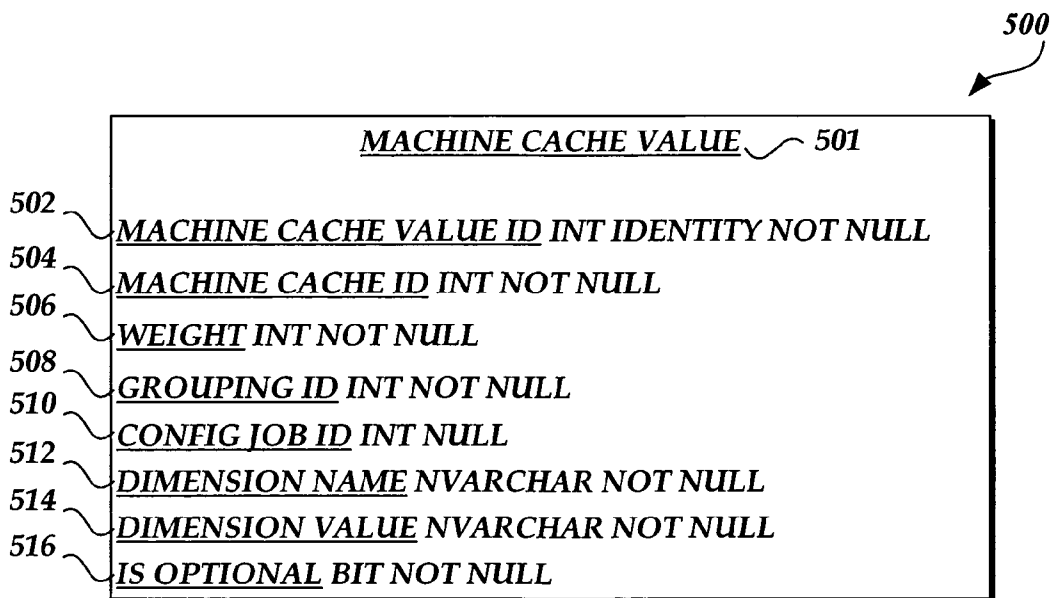 500
MACHINE CACHE VALUE 501
502 MACHINE CACHE VALUE ID INT IDENTITY NOT NULL
504 MACHINE CACHE ID INT NOT NULL
506 WEIGHT INT NOT NULL
508 GROUPING ID INT NOT NULL
510 CONFIG JOB ID INT NULL
512 DIMENSION NAME NVARCHAR NOT NULL
514 DIMENSION VALUE NVARCHAR NOT NULL
516 IS OPTIONAL BIT NOT NULL